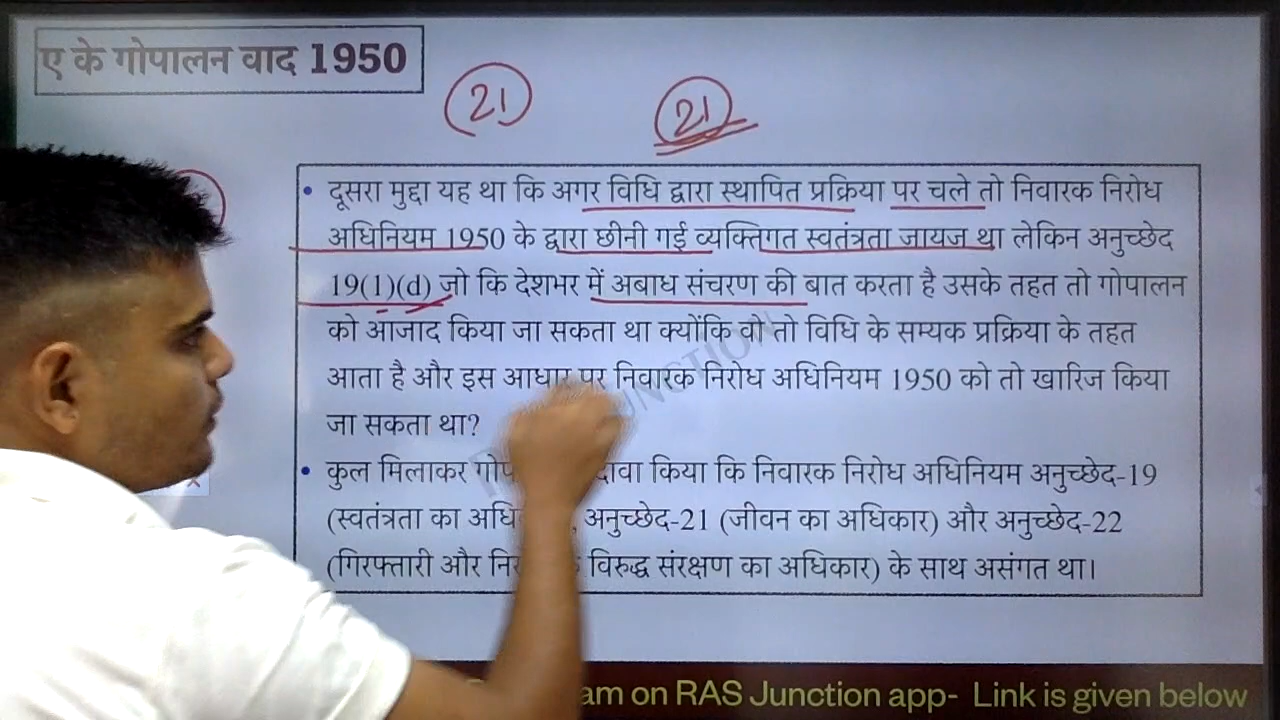 ए के गोपालन वाद 1950
21 21
• दूसरा मुद्दा यह था कि अगर विधि द्वारा स्थापित प्रक्रिया पर चले तो निवारक निरोध
अधिनियम 1950 के द्वारा छीनी गई व्यक्तिगत स्वतंत्रता जायज था लेकिन अनुच्छेद
19(1)(d) जो कि देशभर में अबाध संचरण की बात करता है उसके तहत तो गोपालन
को आजाद किया जा सकता था क्योंकि वो तो विधि के सम्यक प्रक्रिया के तहत
आता है और इस आधार पर निवारक निरोध अधिनियम 1950 को तो खारिज किया
जा सकता था?
• कुल मिलाकर दावा किया कि निवारक निरोध अधिनियम अनुच्छेद-19
(स्वतंत्रता का अनुच्छेद-21 (जीवन का अधिकार) और अनुच्छेद-22
(गिरफ्तारी और विरुद्ध संरक्षण का अधिकार) के साथ असंगत था।
on RAS Junction app- Link is given below